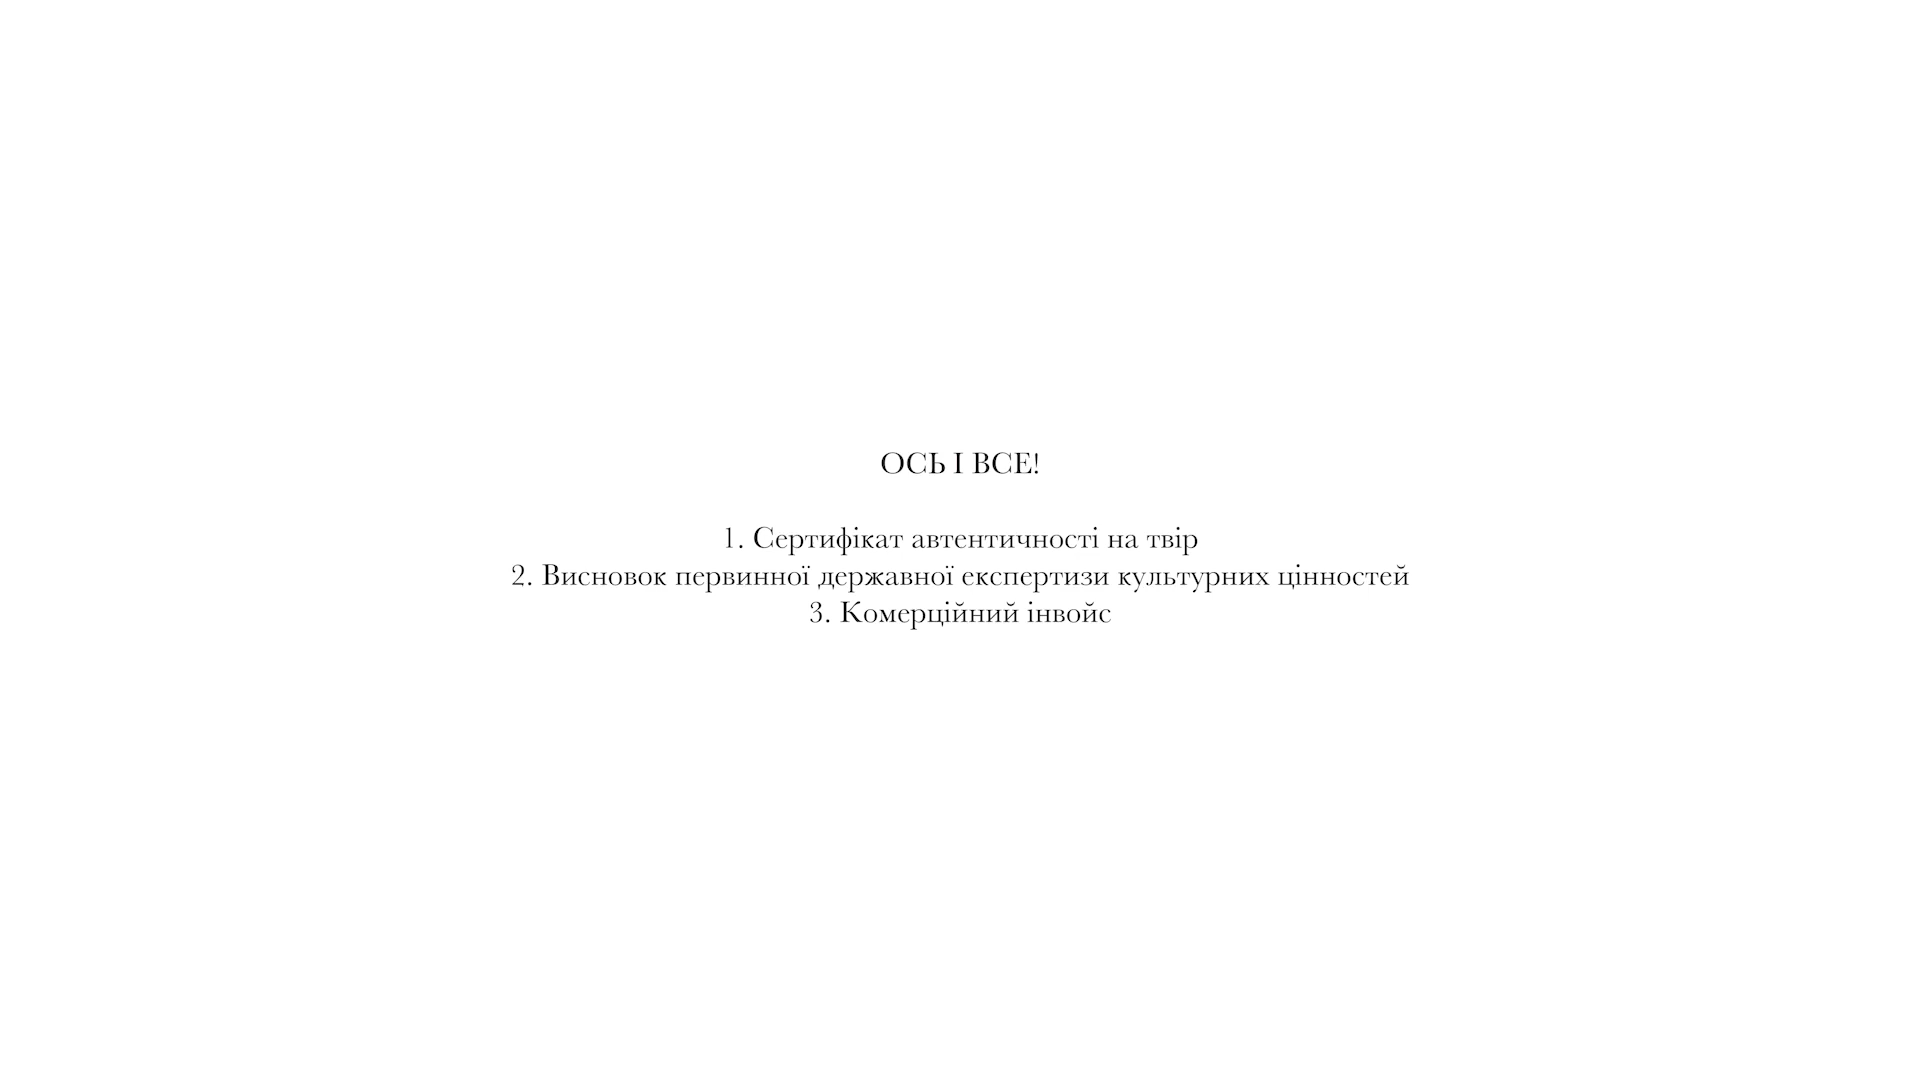 ОСЬ І ВСЕ!
1. Сертифікат автентичності на твір
2. Висновок первинної державної експертизи культурних цінностей
3. Комерційний інвойс